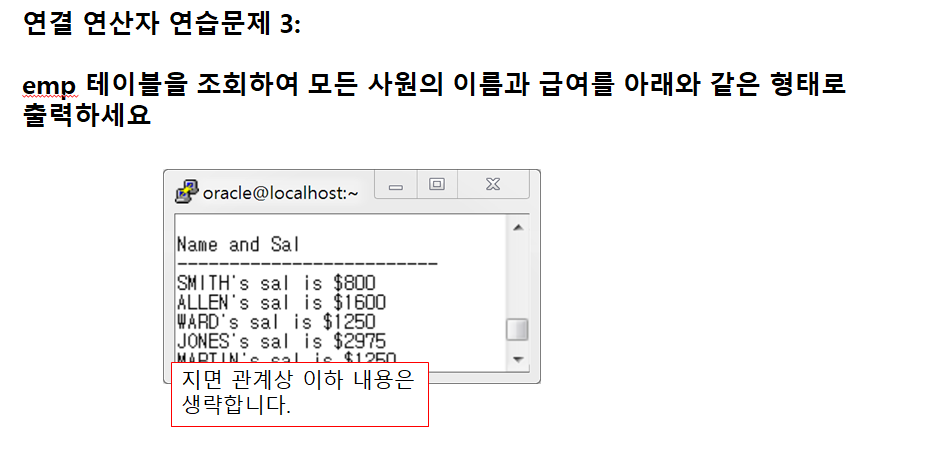 연결 연산자 연습문제 3:
emp 테이블을 조회하여 모든 사원의 이름과 급여를 아래와 같은 형태로
출력하세요
oracle@localhost:~
Name and Sal
-------------------------
SMITH's sal is $800
ALLEN's sal is $1600
WARD's sal is $1250
JONES's sal is $2975
MARTIN's sal is $1250
지면 관계상 이하 내용은
생략합니다.